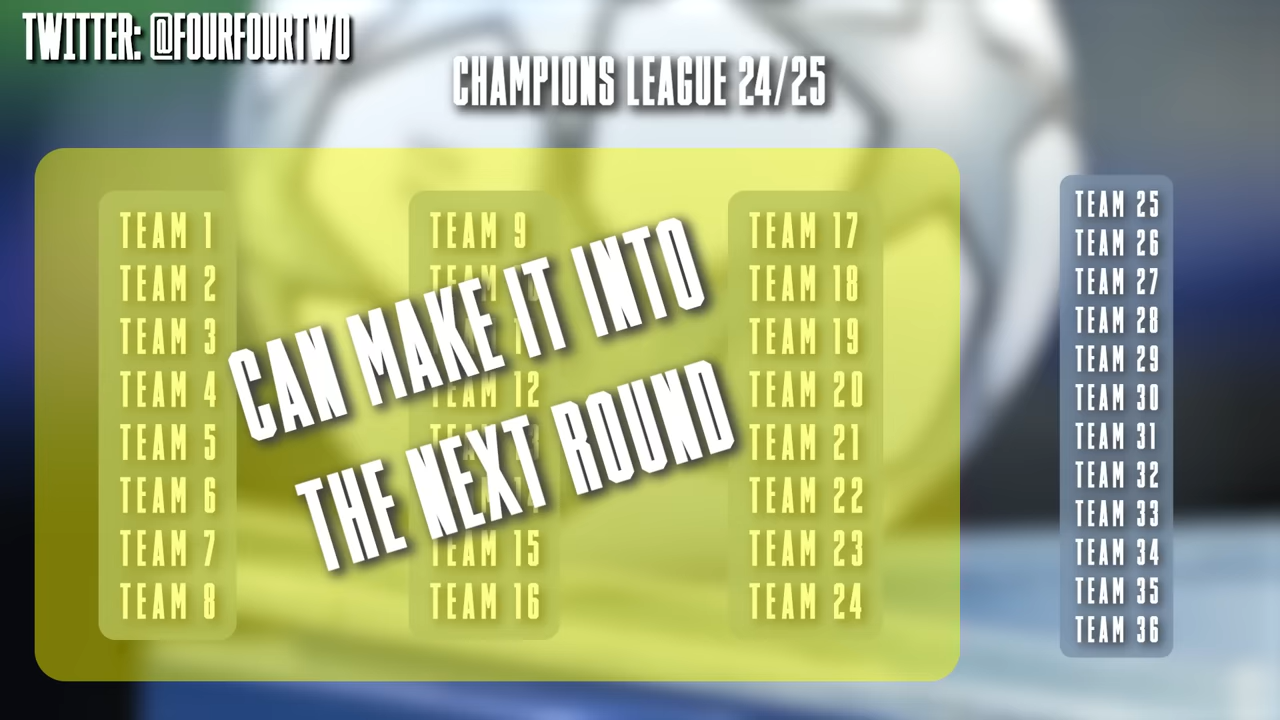 TWITTER: @FOURFOURTWO
CHAMPIONS LEAGUE 24/25
TEAM 1
TEAM 2
TEAM 3
TEAM 4
TEAM 5
TEAM 6
TEAM 7
TEAM 8
TEAM 9
TEAM 12
TEAM 15
TEAM 16
CAN MAKE IT INTO
THE NEXT ROUND
TEAM 17
TEAM 18
TEAM 19
TEAM 20
TEAM 21
TEAM 22
TEAM 23
TEAM 24
TEAM 25
TEAM 26
TEAM 27
TEAM 28
TEAM 29
TEAM 30
TEAM 31
TEAM 32
TEAM 33
TEAM 34
TEAM 35
TEAM 36